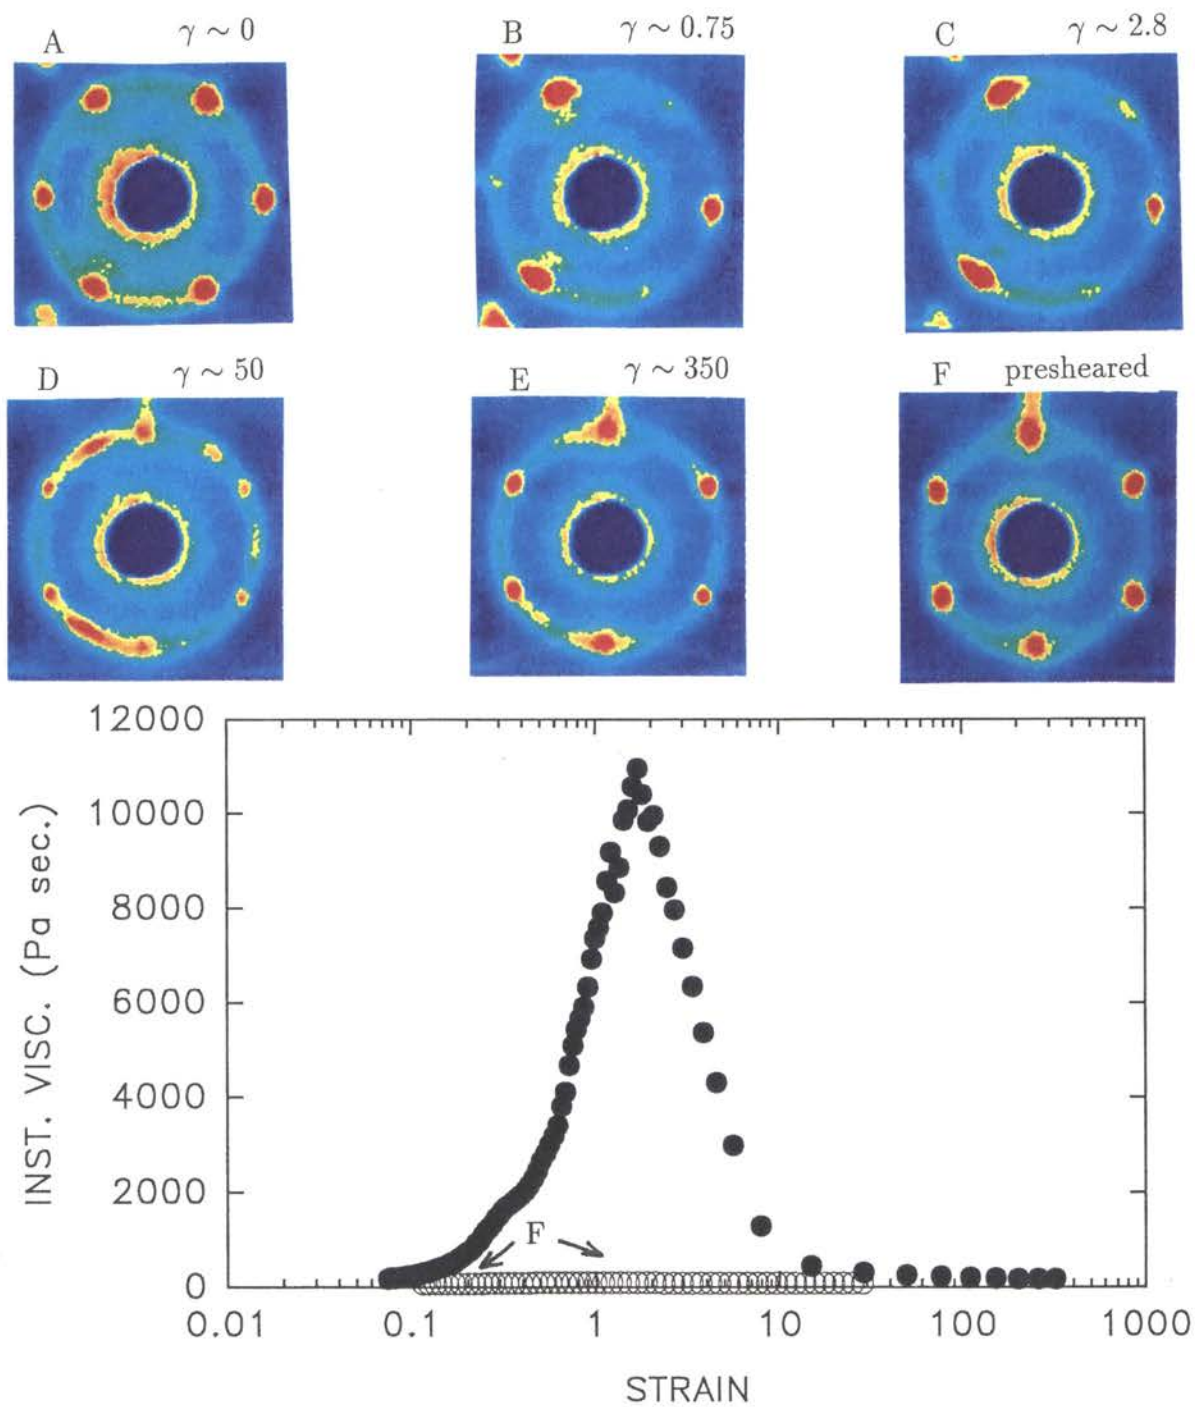 A γ ~ 0 B γ ~ 0.75 C γ ~ 2.8
D γ ~ 50 E γ ~ 350 F presheared
12000
10000
8000
6000
4000
2000
0
INST. VISC. (Pa sec.)
F
0.01 0.1 1 10 100 1000
STRAIN